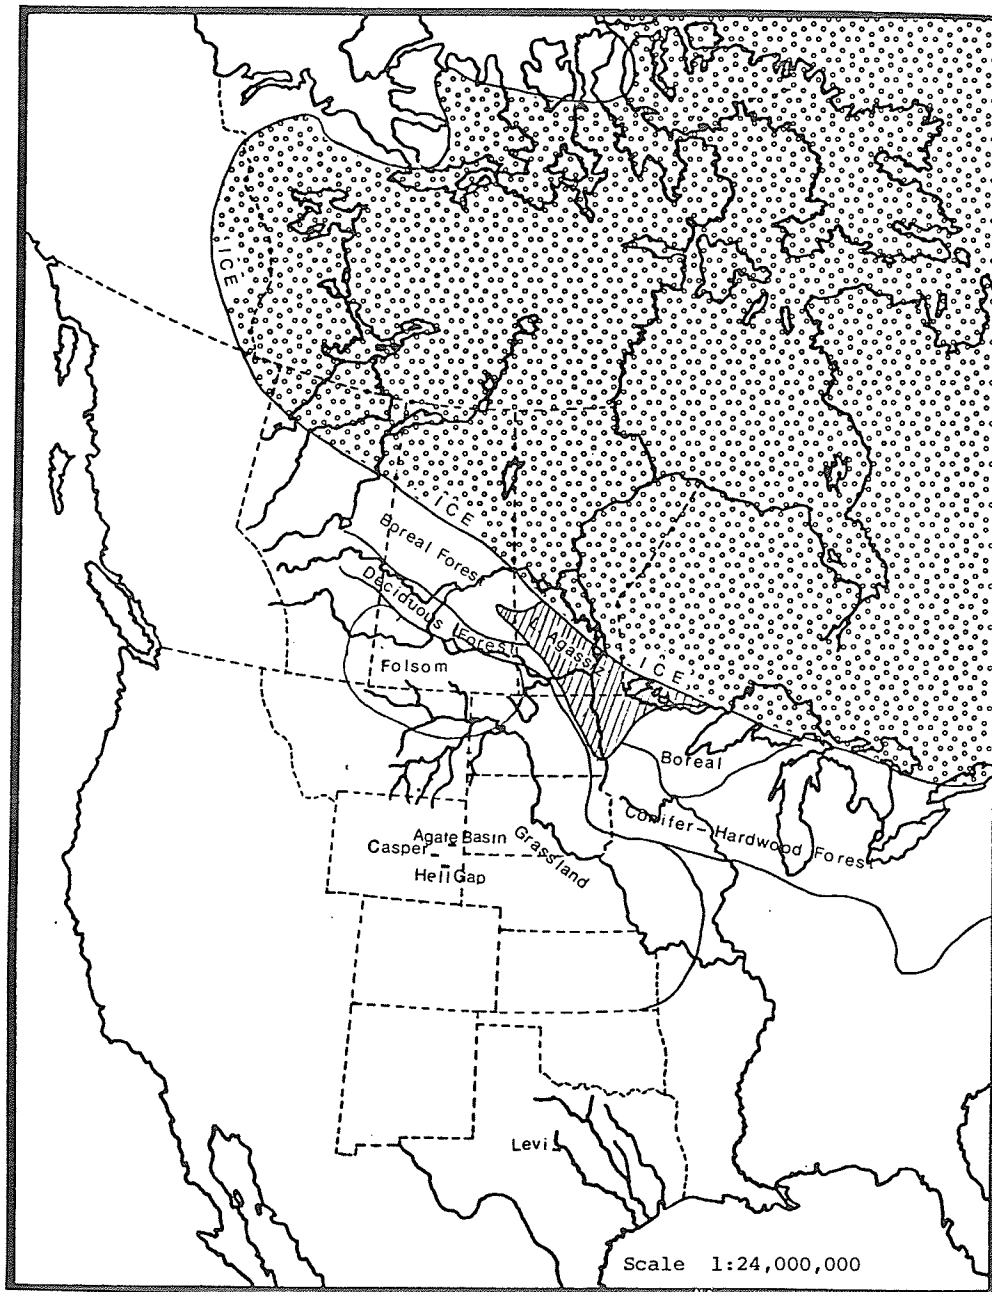 ICE
ICE
Boreal Forest
Deciduous Forest
L. Agassiz
ICE
Folsom
Boreal
Conifer-Hardwood Forest
Agate Basin
Grassland
Casper
Hell Gap
Levi
Scale 1:24,000,000